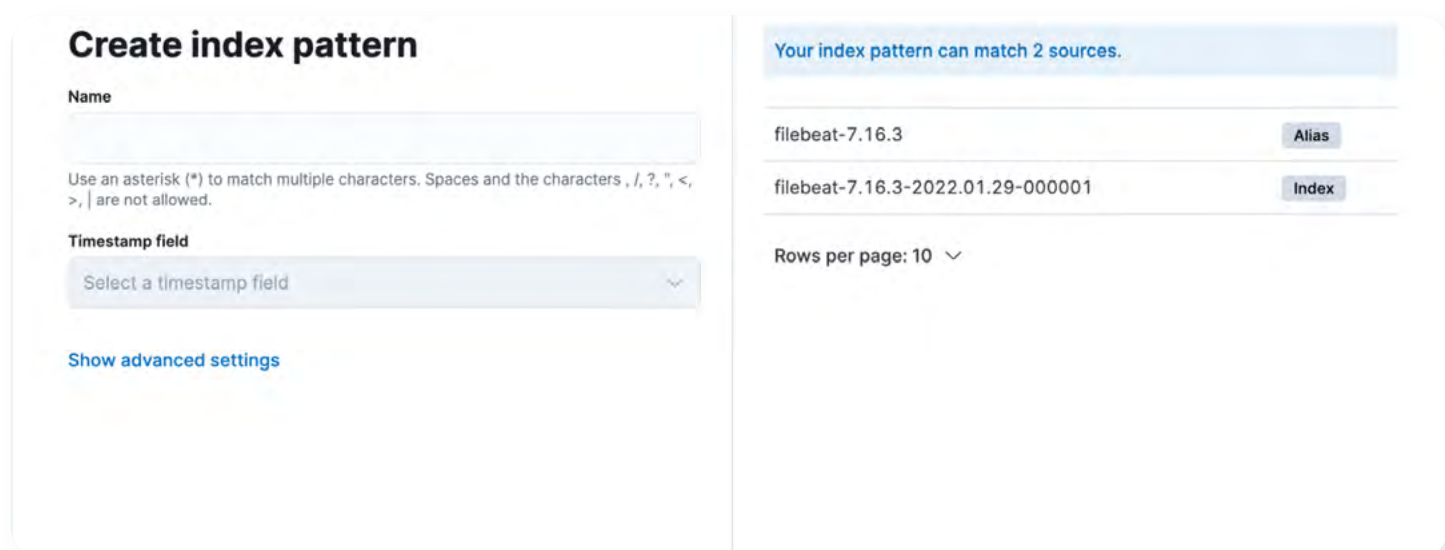 Create index pattern
Name
Use an asterisk (*) to match multiple characters. Spaces and the characters , /, ?, ", <,
>, | are not allowed.
Timestamp field
Select a timestamp field
Show advanced settings
Your index pattern can match 2 sources.
filebeat-7.16.3 Alias
filebeat-7.16.3-2022.01.29-000001 Index
Rows per page: 10